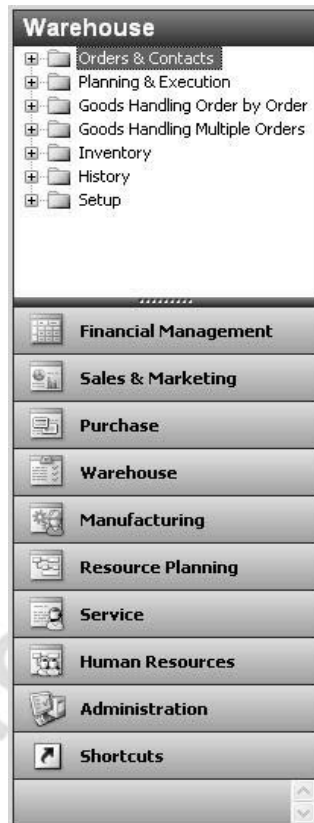 Warehouse
Orders & Contacts
Planning & Execution
Goods Handling Order by Order
Goods Handling Multiple Orders
Inventory
History
Setup
Financial Management
Sales & Marketing
Purchase
Warehouse
Manufacturing
Resource Planning
Service
Human Resources
Administration
Shortcuts